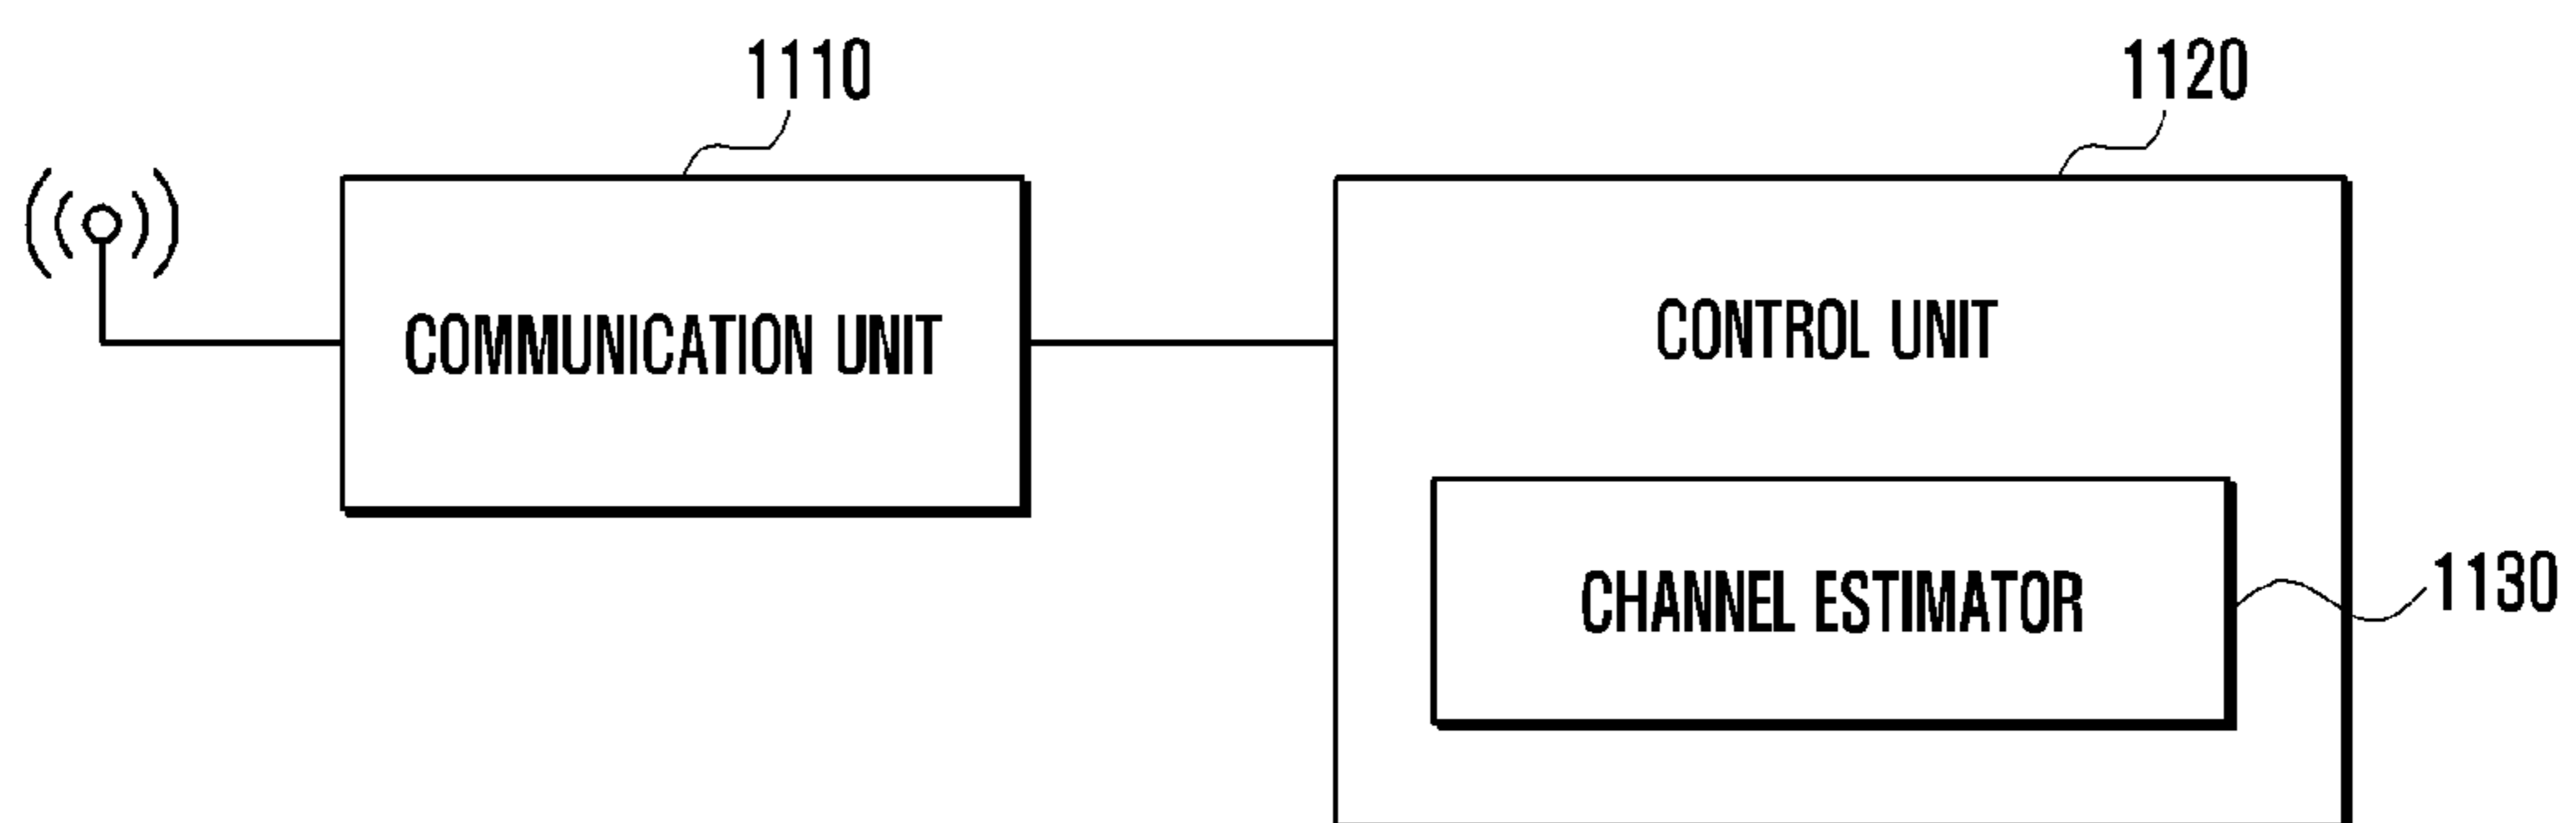 1110
1120
COMMUNICATION UNIT
CONTROL UNIT
CHANNEL ESTIMATOR
1130